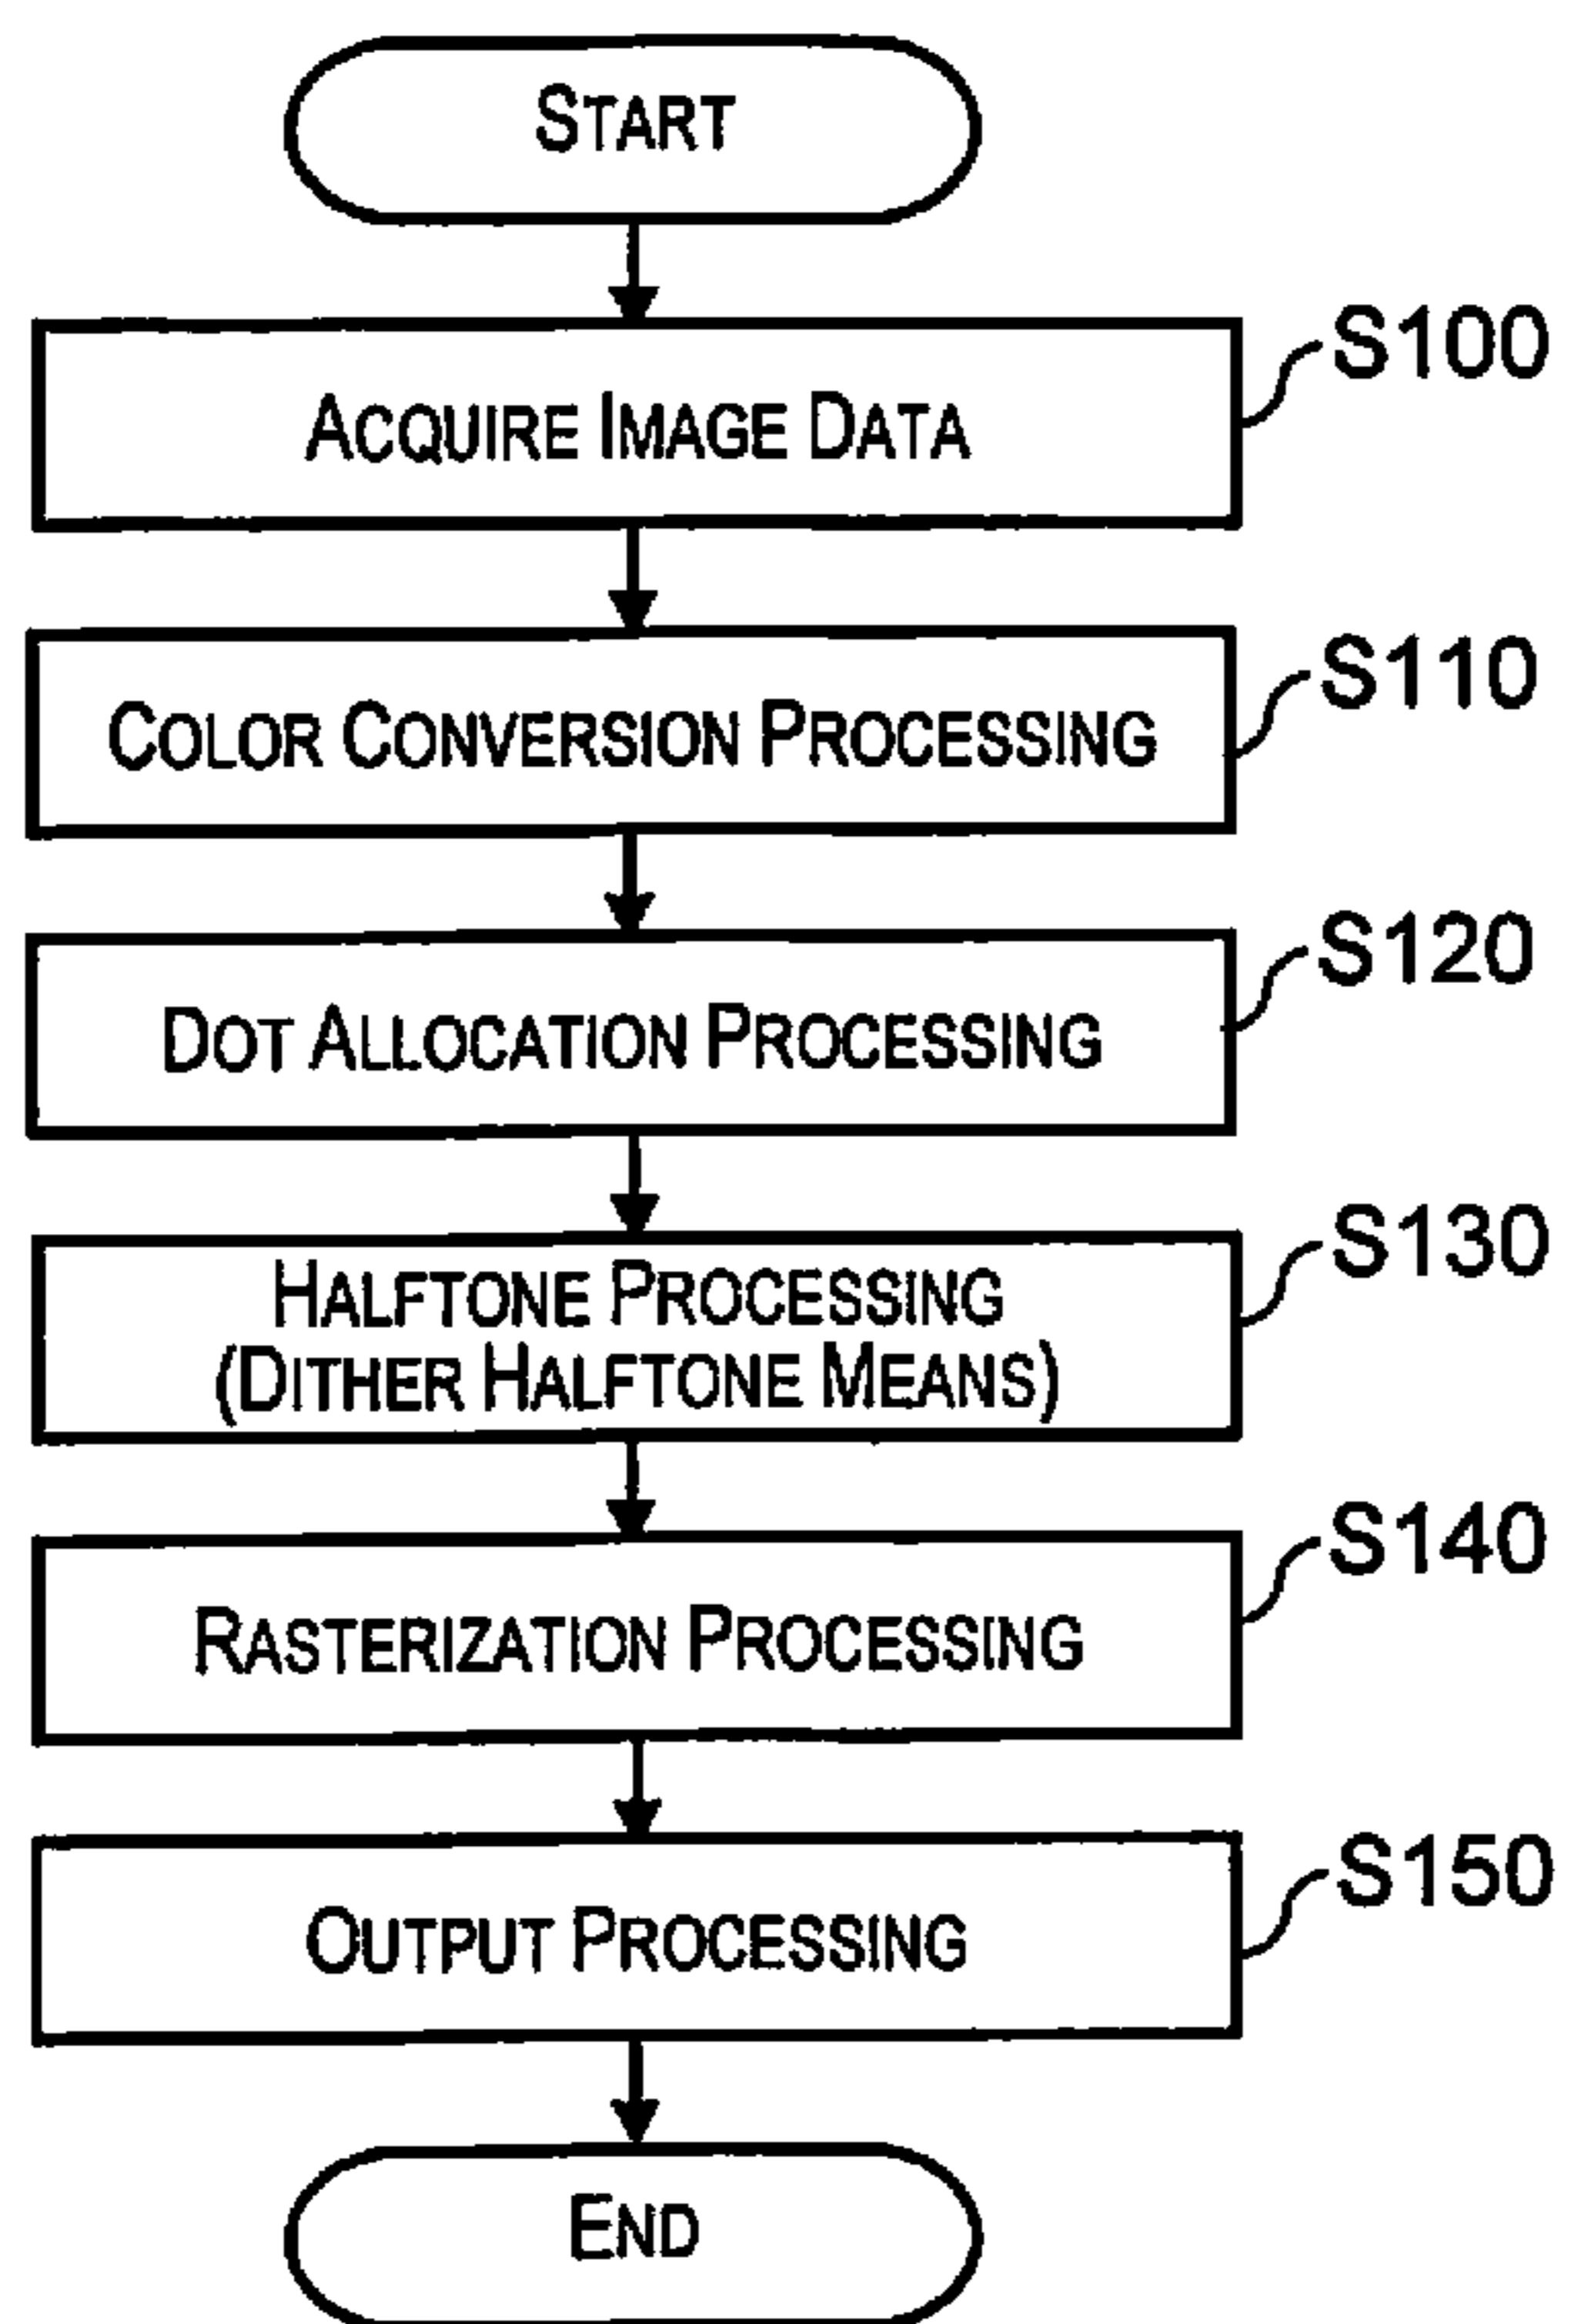 START
ACQUIRE IMAGE DATA
S100
COLOR CONVERSION PROCESSING
S110
DOT ALLOCATION PROCESSING
S120
HALFTONE PROCESSING
(DITHER HALFTONE MEANS)
S130
RASTERIZATION PROCESSING
S140
OUTPUT PROCESSING
S150
END